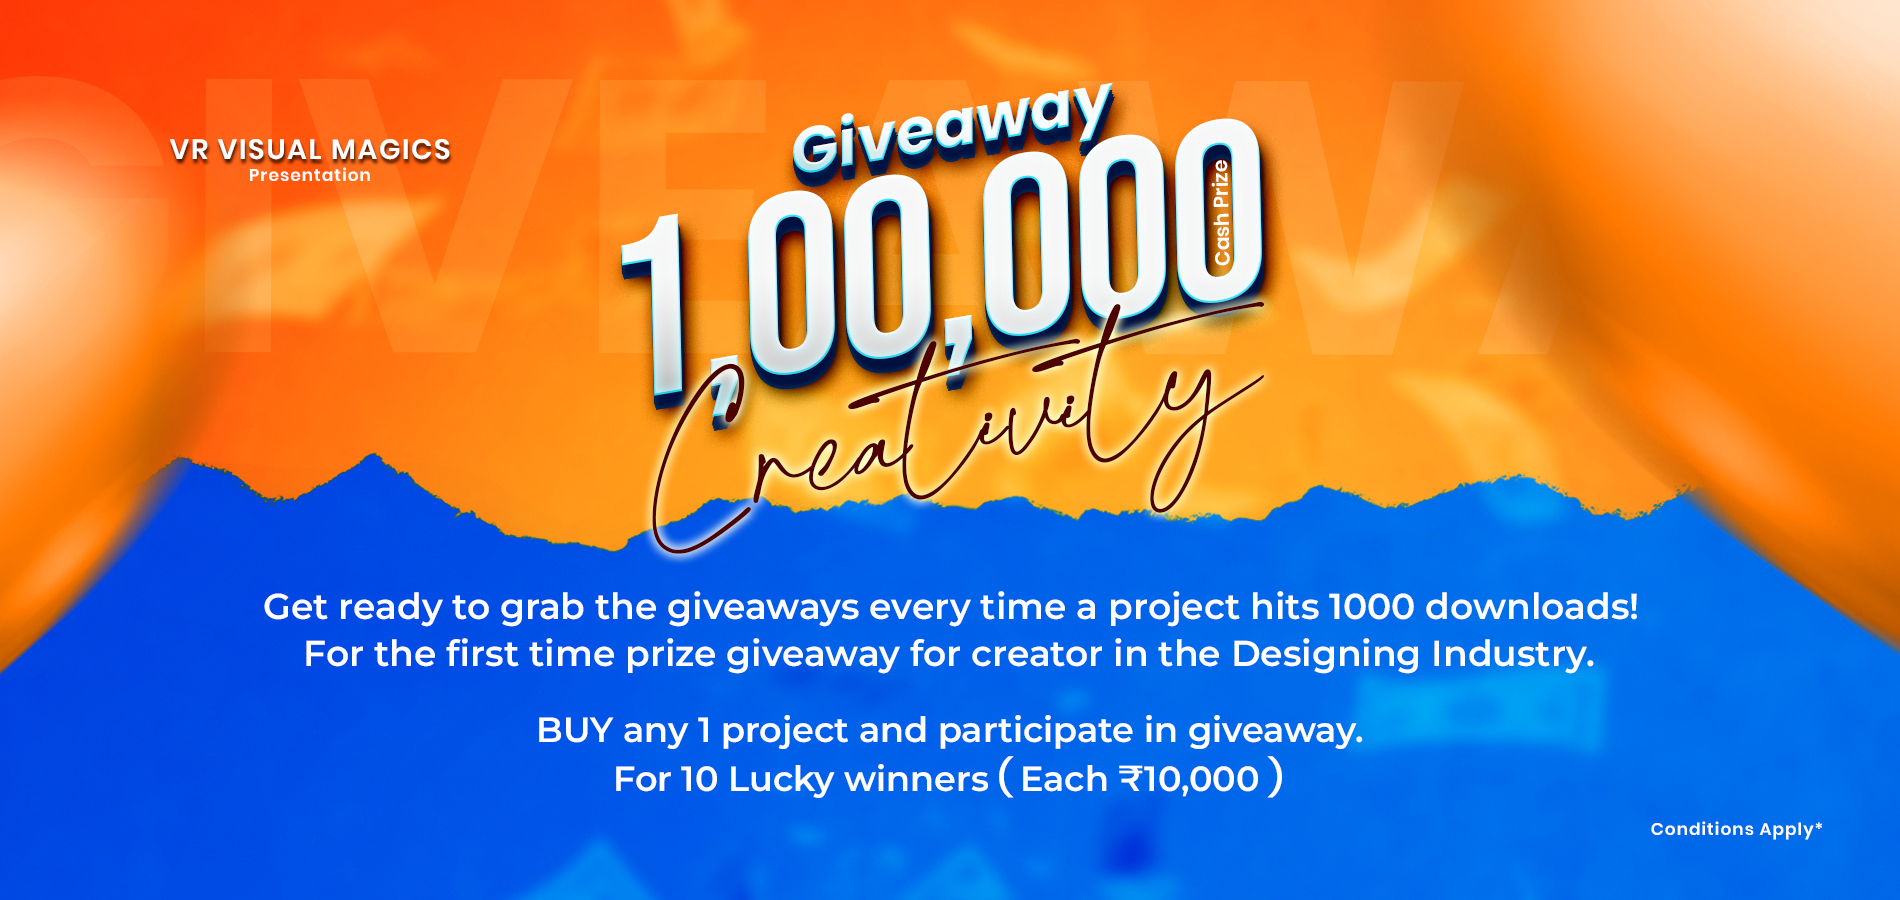 GIVEAWA
VR VISUAL MAGICS
Presentation
Giveaway
1,00,000
Cash Prize
Creativity
Get ready to grab the giveaways every time a project hits 1000 downloads!
For the first time prize giveaway for creator in the Designing Industry.
BUY any 1 project and participate in giveaway.
For 10 Lucky winners ( Each ₹10,000 )
Conditions Apply*